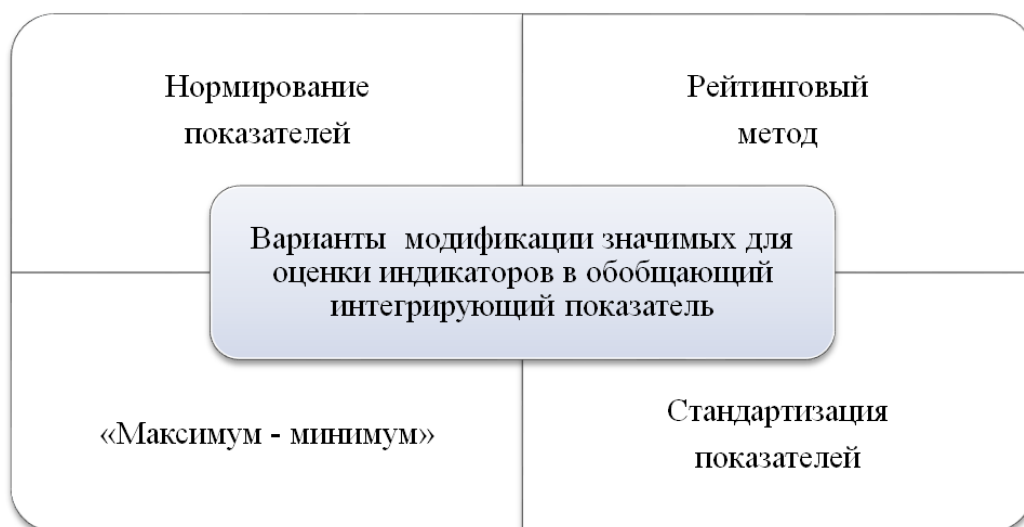 Нормирование
показателей
Рейтинговый
метод
Варианты модификации значимых для
оценки индикаторов в обобщающий
интегрирующий показатель
«Максимум - минимум»
Стандартизация
показателей